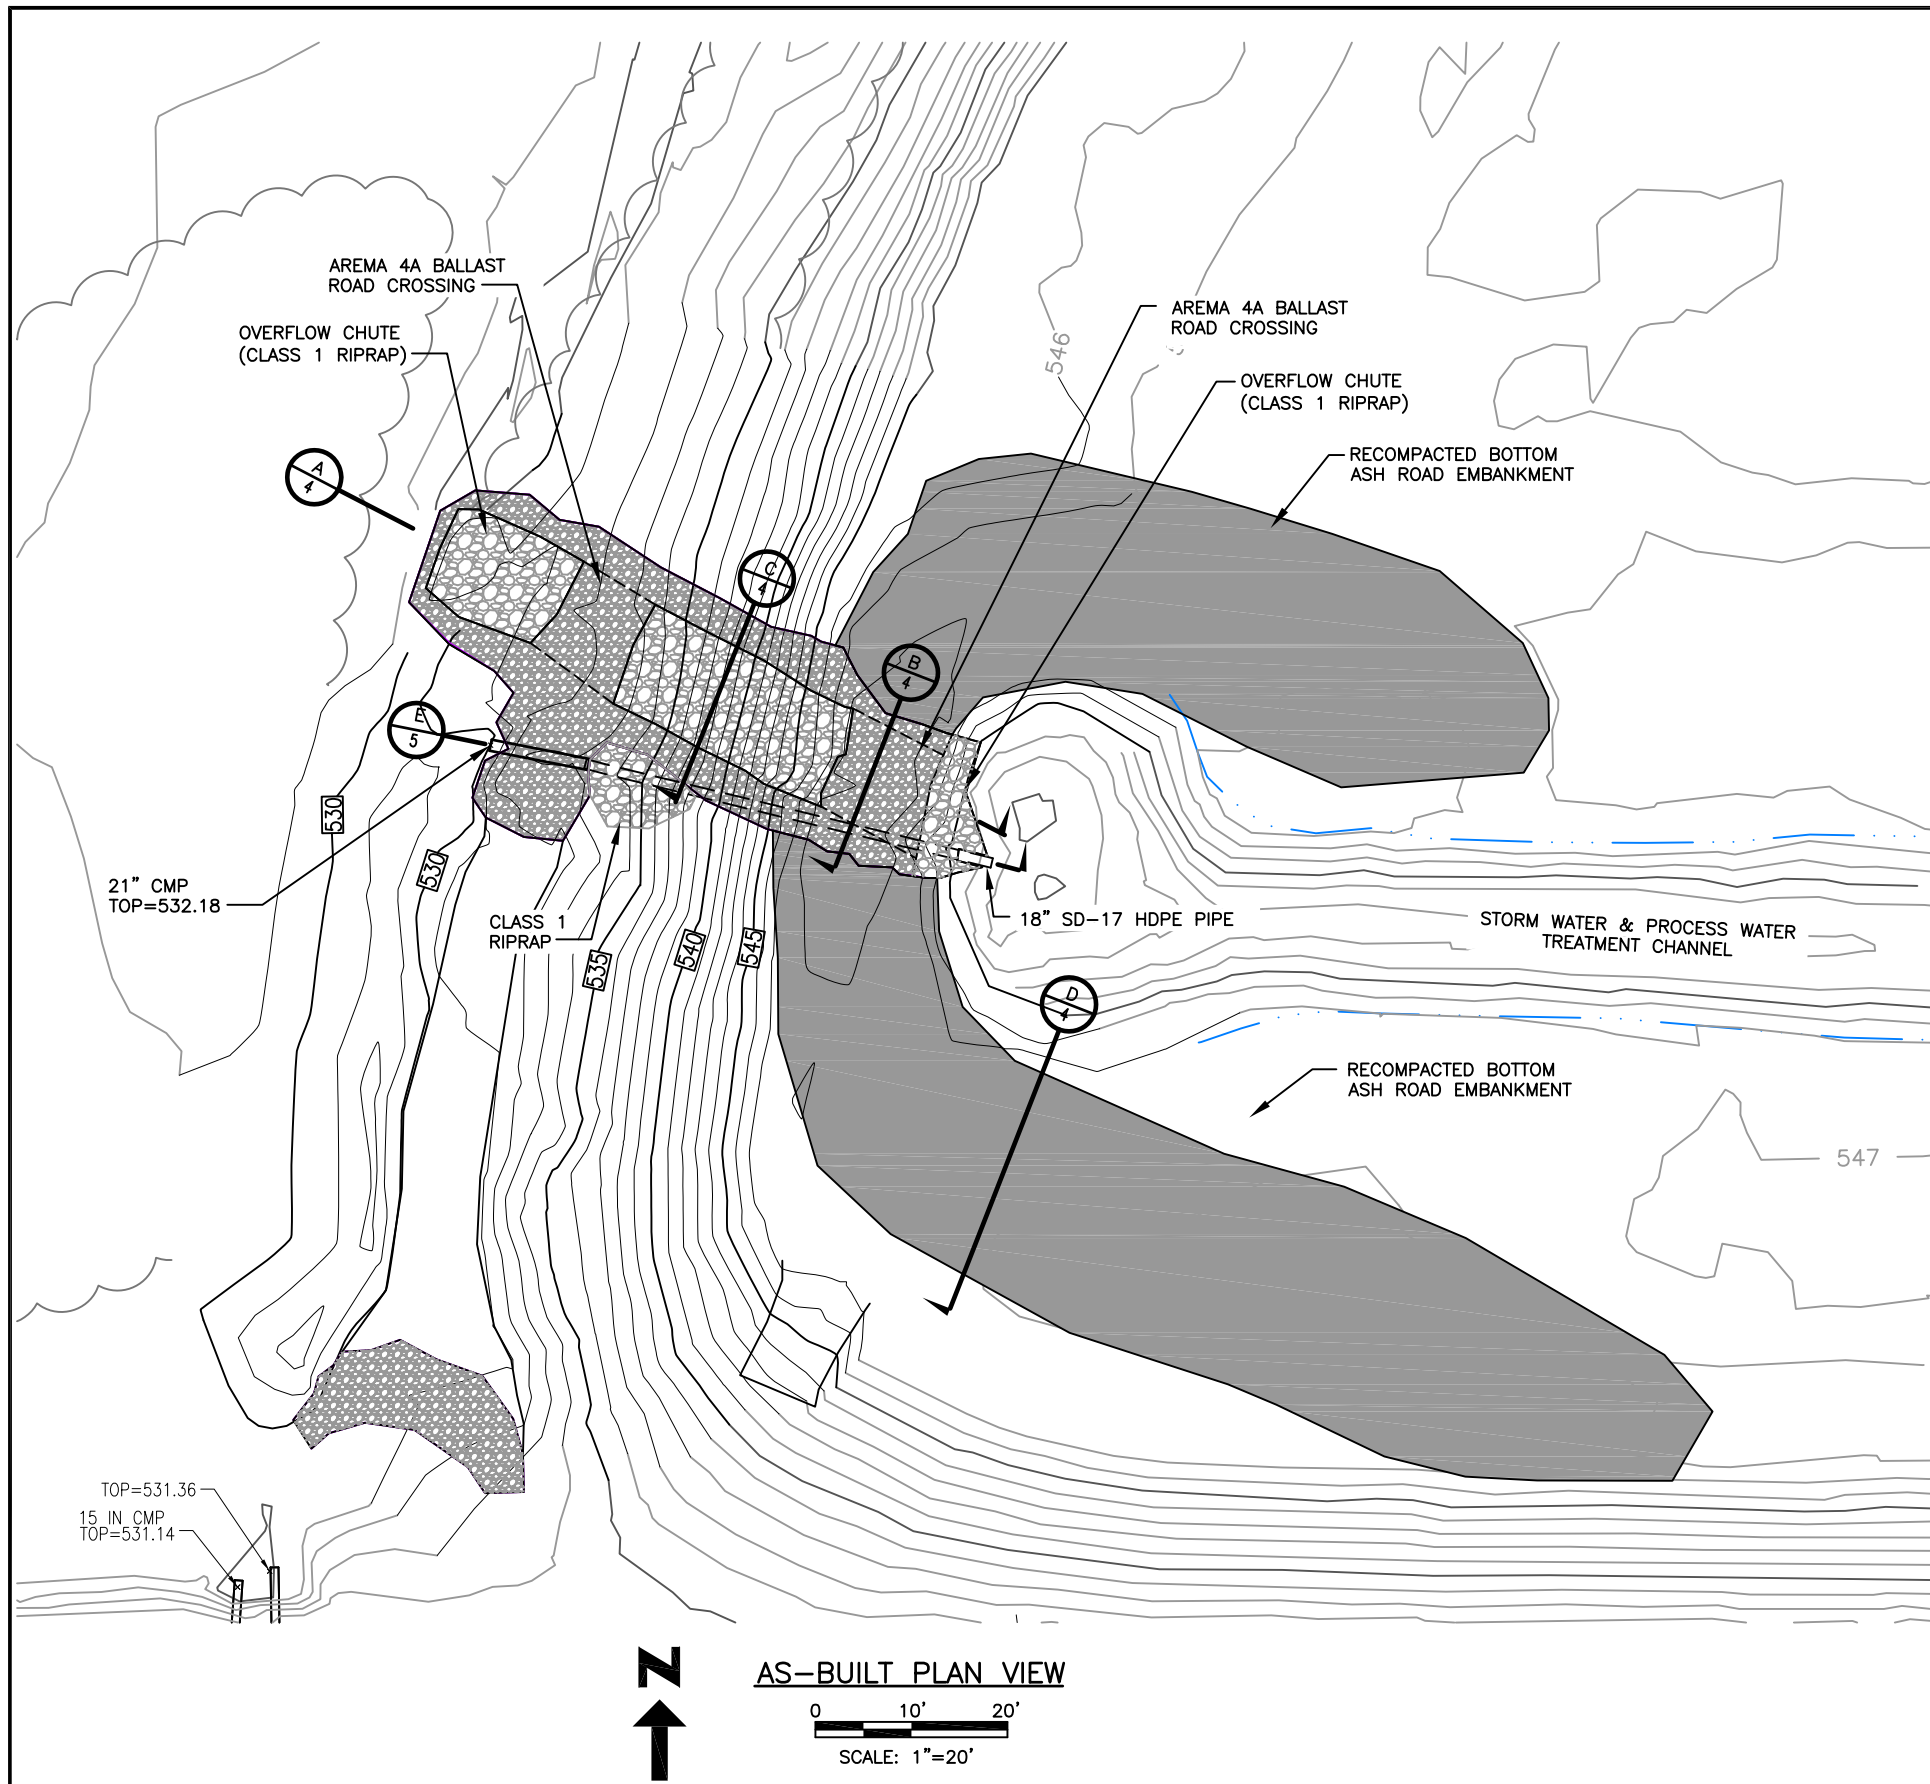 AREMA 4A BALLAST
ROAD CROSSING
OVERFLOW CHUTE
(CLASS 1 RIPRAP)
AREMA 4A BALLAST
ROAD CROSSING
546
OVERFLOW CHUTE
(CLASS 1 RIPRAP)
RECOMPACTED BOTTOM
ASH ROAD EMBANKMENT
A
4
C
4
B
4
E
5
530
530
21" CMP
TOP=532.18
CLASS 1
RIPRAP
535
540
545
18" SD-17 HDPE PIPE
STORM WATER & PROCESS WATER
TREATMENT CHANNEL
D
4
RECOMPACTED BOTTOM
ASH ROAD EMBANKMENT
547
TOP=531.36
15 IN CMP
TOP=531.14
N
AS-BUILT PLAN VIEW
0 10' 20'
SCALE: 1"=20'